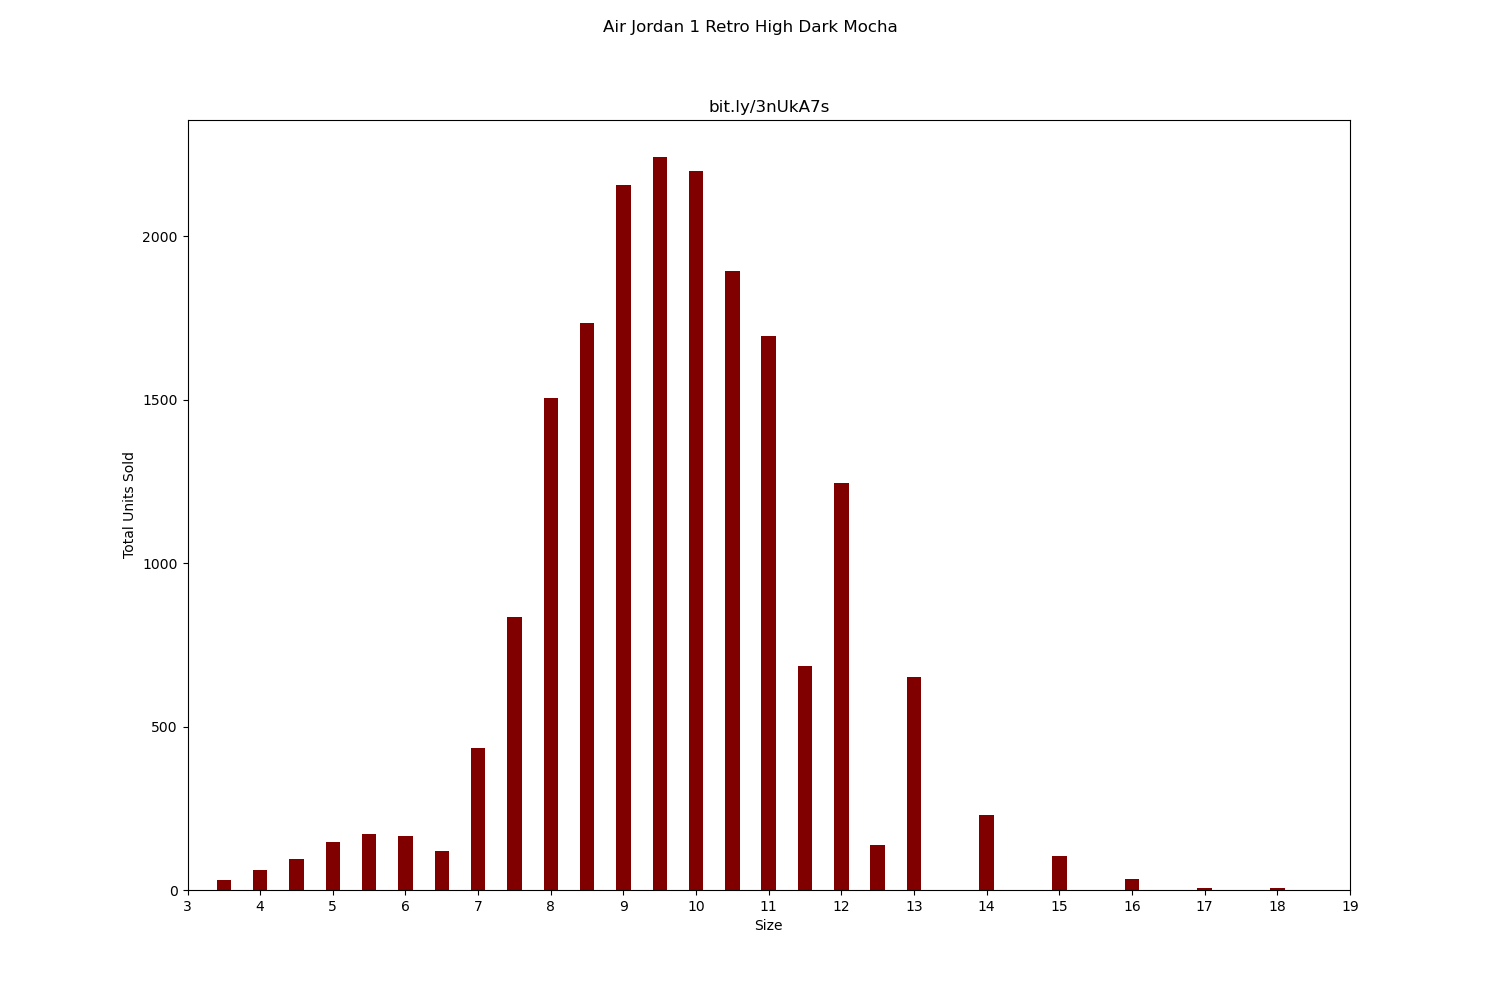 Air Jordan 1 Retro High Dark Mocha
bit.ly/3nUkA7s
Total Units Sold
2000
1500
1000
500
0
3 4 5 6 7 8 9 10 11 12 13 14 15 16 17 18 19
Size